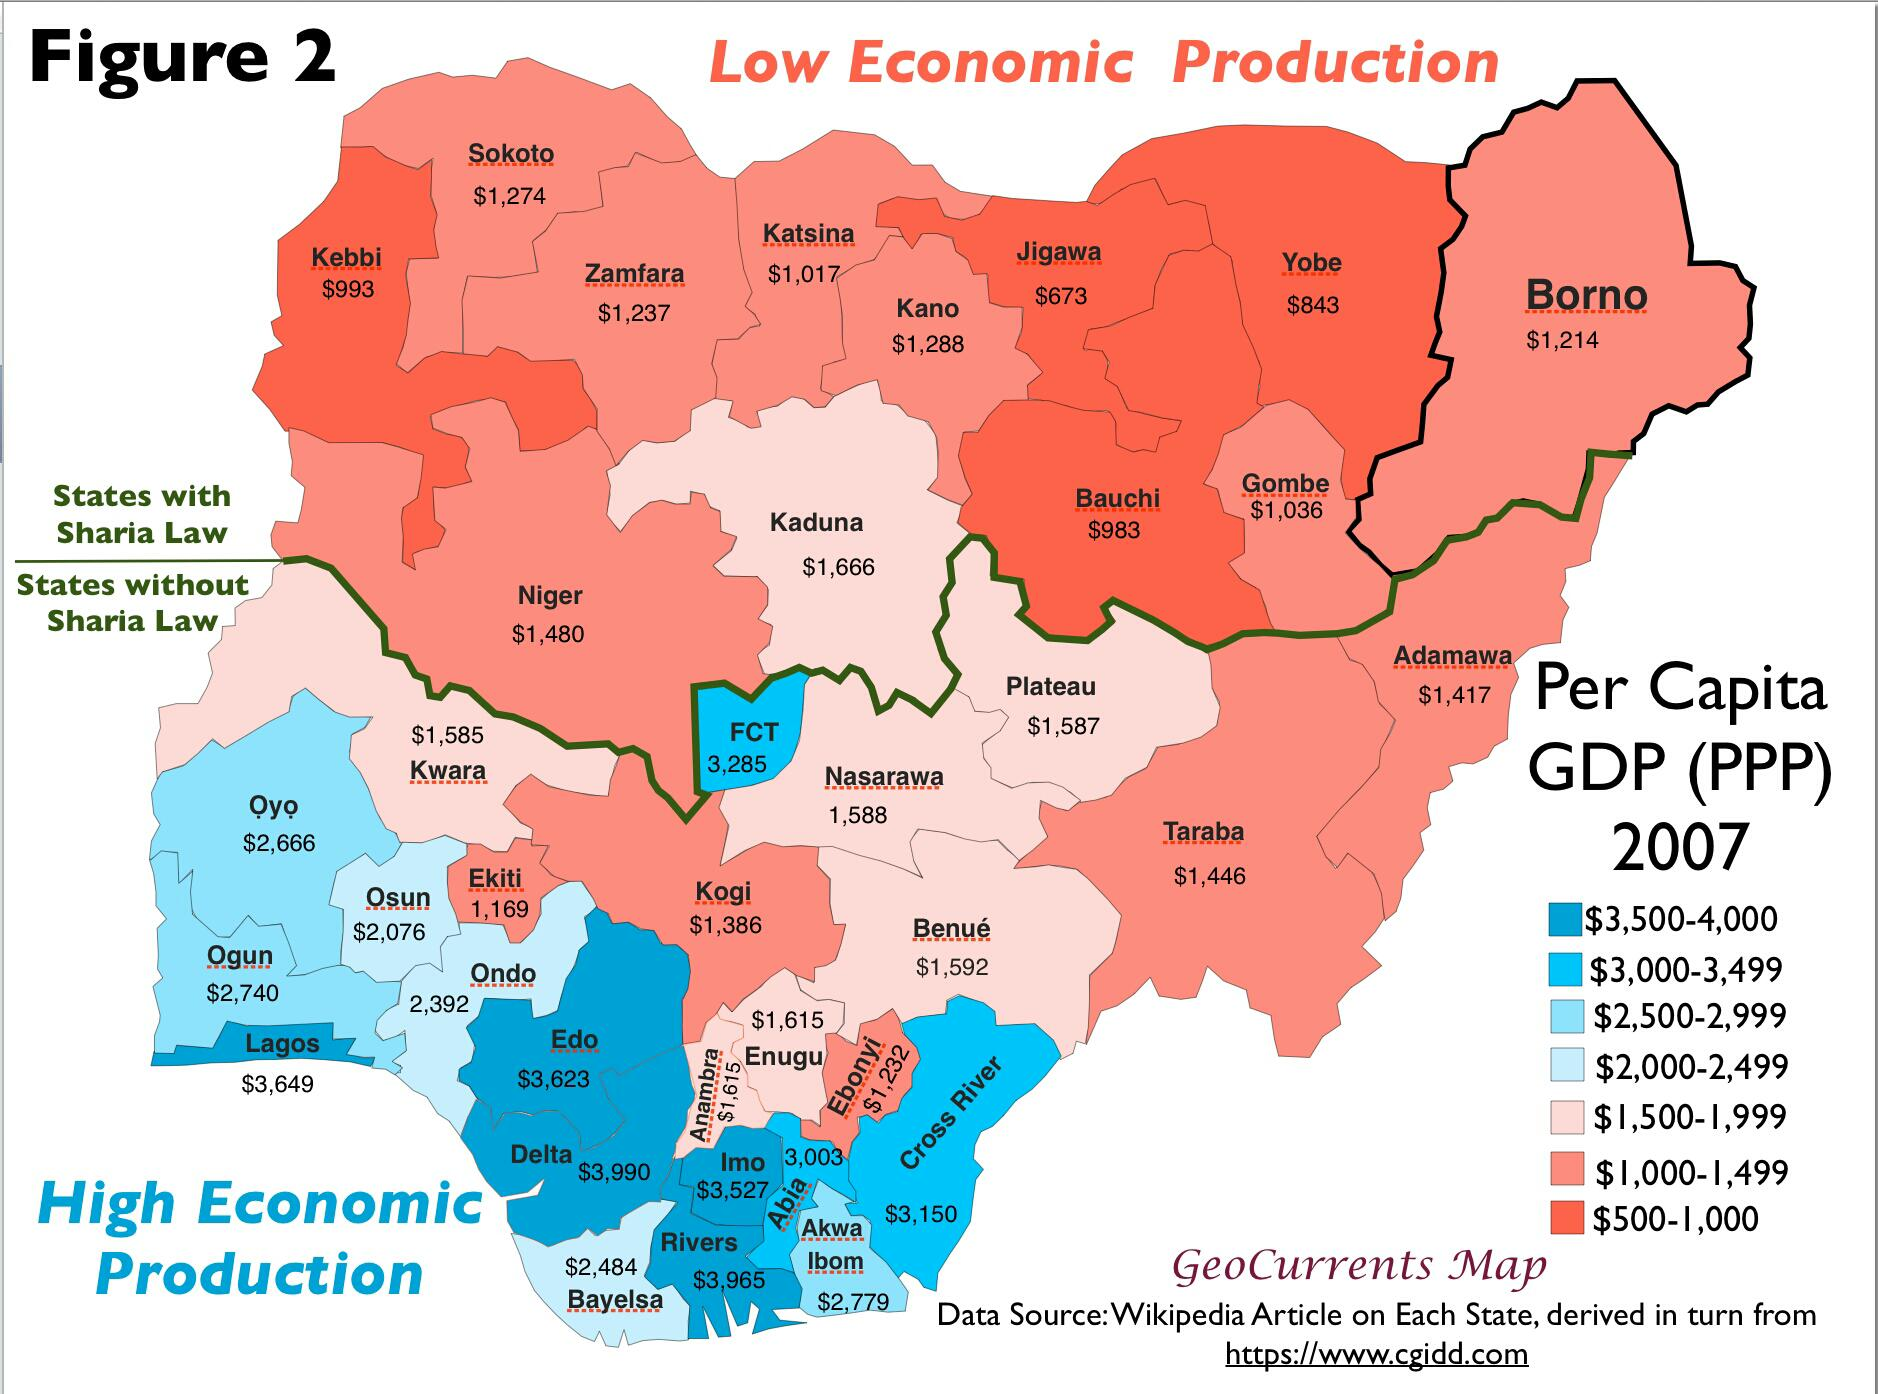 Figure 2
Low Economic Production
Sokoto
$1,274
Kebbi
$993
Zamfara
$1,237
Katsina
$1,017
Kano
$1,288
Jigawa
$673
Yobe
$843
Borno
$1,214
Bauchi
$983
Gombe
$1,036
Kaduna
$1,666
Niger
$1,480
States with
Sharia Law
States without
Sharia Law
Adamawa
$1,417
Plateau
$1,587
FCT
3,285
Nasarawa
1,588
$1,585
Kwara
Ọyọ
$2,666
Taraba
$1,446
Osun
$2,076
Ekiti
1,169
Kogi
$1,386
Benué
$1,592
Ogun
$2,740
Ondo
2,392
Lagos
$3,649
Edo
$3,623
$1,615
Enugu
Anambra
$1,615
Ebonyi
$1,232
Cross River
$3,150
Delta
$3,990
Imo
$3,527
3,003
Abia
Akwa
Ibom
$2,779
Rivers
$3,965
$2,484
Bayelsa
High Economic
Production
Per Capita
GDP (PPP)
2007
$3,500-4,000
$3,000-3,499
$2,500-2,999
$2,000-2,499
$1,500-1,999
$1,000-1,499
$500-1,000
GeoCurrents Map
Data Source: Wikipedia Article on Each State, derived in turn from
https://www.cgidd.com